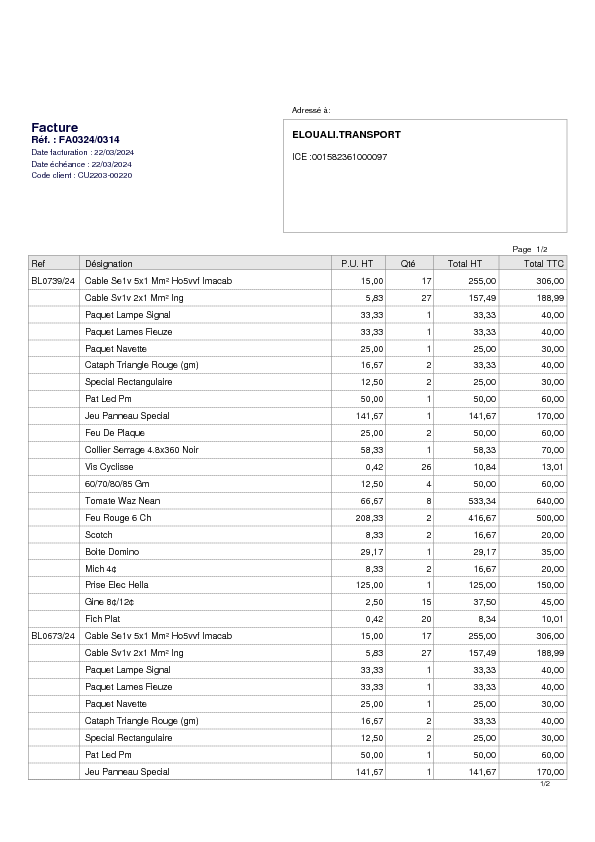 Adressé à:
Facture
Réf. : FA0324/0314
Date facturation : 22/03/2024
Date échéance : 22/03/2024
Code client : CU2203-00220
ELOUALI.TRANSPORT
ICE :001582361000097
Page 1/2
Ref Désignation P.U. HT Qté Total HT Total TTC
BL0739/24 Cable Se1v 5x1 Mm² Ho5vvf Imacab 15,00 17 255,00 306,00
Cable Sv1v 2x1 Mm² Ing 5,83 27 157,49 188,99
Paquet Lampe Signal 33,33 1 33,33 40,00
Paquet Lames Fieuze 33,33 1 33,33 40,00
Paquet Navette 25,00 1 25,00 30,00
Cataph Triangle Rouge (gm) 16,67 2 33,33 40,00
Special Rectangulaire 12,50 2 25,00 30,00
Pat Led Pm 50,00 1 50,00 60,00
Jeu Panneau Special 141,67 1 141,67 170,00
Feu De Plaque 25,00 2 50,00 60,00
Collier Serrage 4.8x360 Noir 58,33 1 58,33 70,00
Vis Cyclisse 0,42 26 10,84 13,01
60/70/80/85 Gm 12,50 4 50,00 60,00
Tomate Waz Nean 66,67 8 533,34 640,00
Feu Rouge 6 Ch 208,33 2 416,67 500,00
Scotch 8,33 2 16,67 20,00
Boite Domino 29,17 1 29,17 35,00
Mich 4¢ 8,33 2 16,67 20,00
Prise Elec Hella 125,00 1 125,00 150,00
Gine 8¢/12¢ 2,50 15 37,50 45,00
Fich Plat 0,42 20 8,34 10,01
BL0673/24 Cable Se1v 5x1 Mm² Ho5vvf Imacab 15,00 17 255,00 306,00
Cable Sv1v 2x1 Mm² Ing 5,83 27 157,49 188,99
Paquet Lampe Signal 33,33 1 33,33 40,00
Paquet Lames Fieuze 33,33 1 33,33 40,00
Paquet Navette 25,00 1 25,00 30,00
Cataph Triangle Rouge (gm) 16,67 2 33,33 40,00
Special Rectangulaire 12,50 2 25,00 30,00
Pat Led Pm 50,00 1 50,00 60,00
Jeu Panneau Special 141,67 1 141,67 170,00
1/2